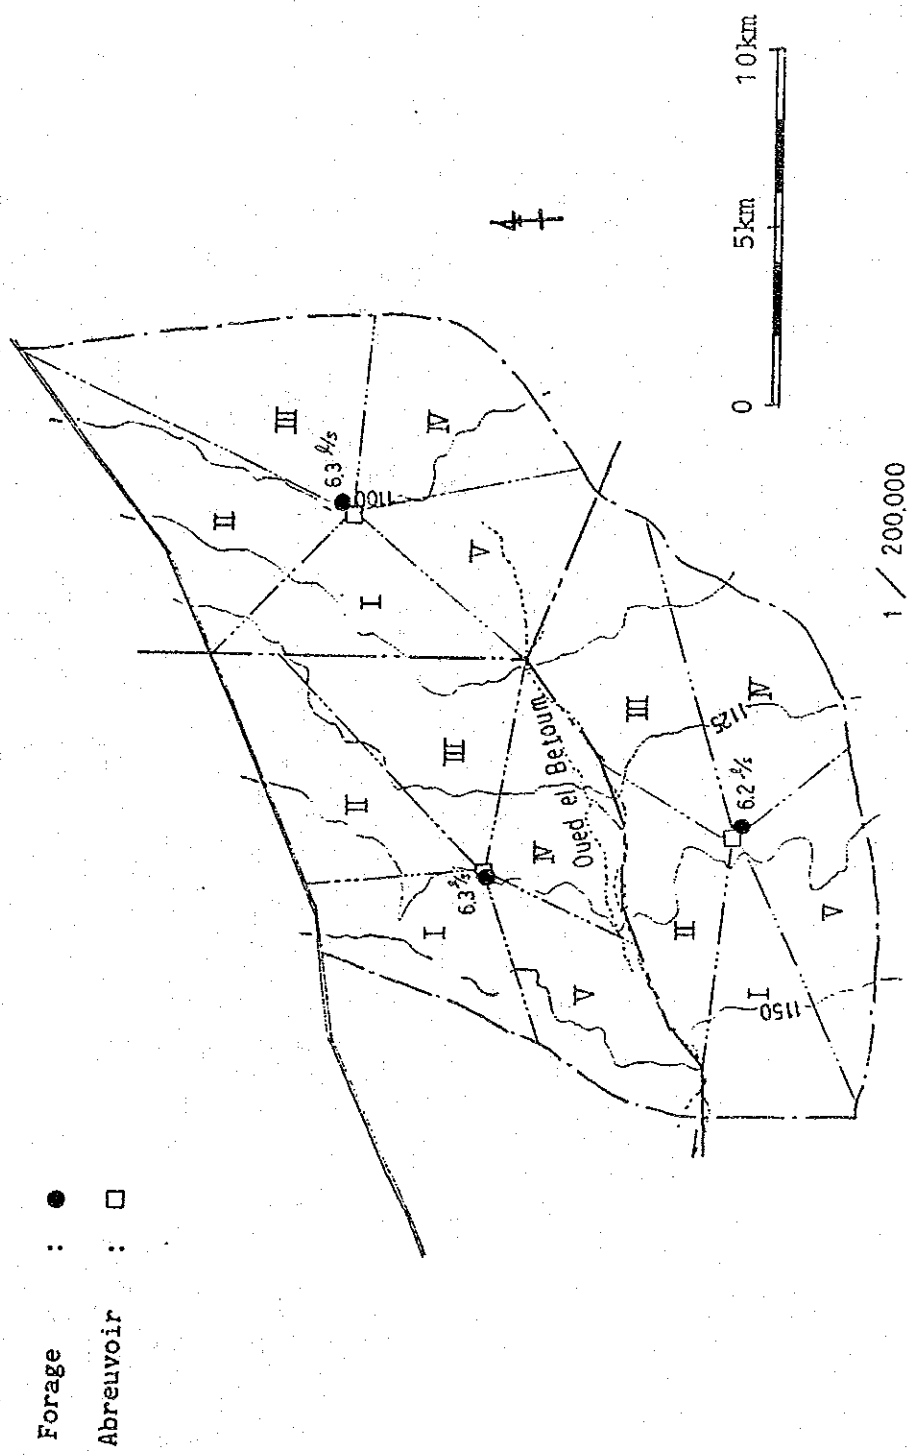 Forage : ●
Abreuvoir : □
II
III
6.3 ℓ/s
1100
IV
I
V
II
III
I
6.3 ℓ/s
IV
V
Oued el Betoum
III
II
IV
1125
6.2 ℓ/s
I
1150
V
0 5km 10km
1 / 200,000